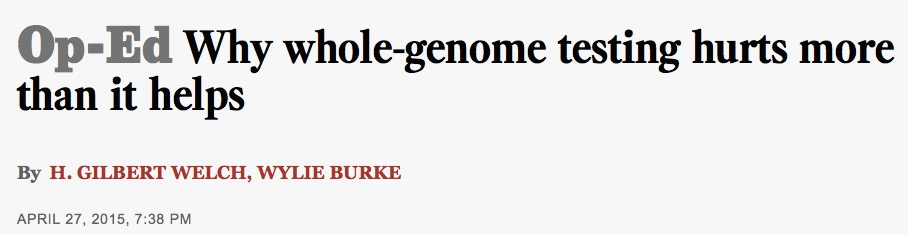 Op-Ed Why whole-genome testing hurts more
than it helps
By H. GILBERT WELCH, WYLIE BURKE
APRIL 27, 2015, 7:38 PM